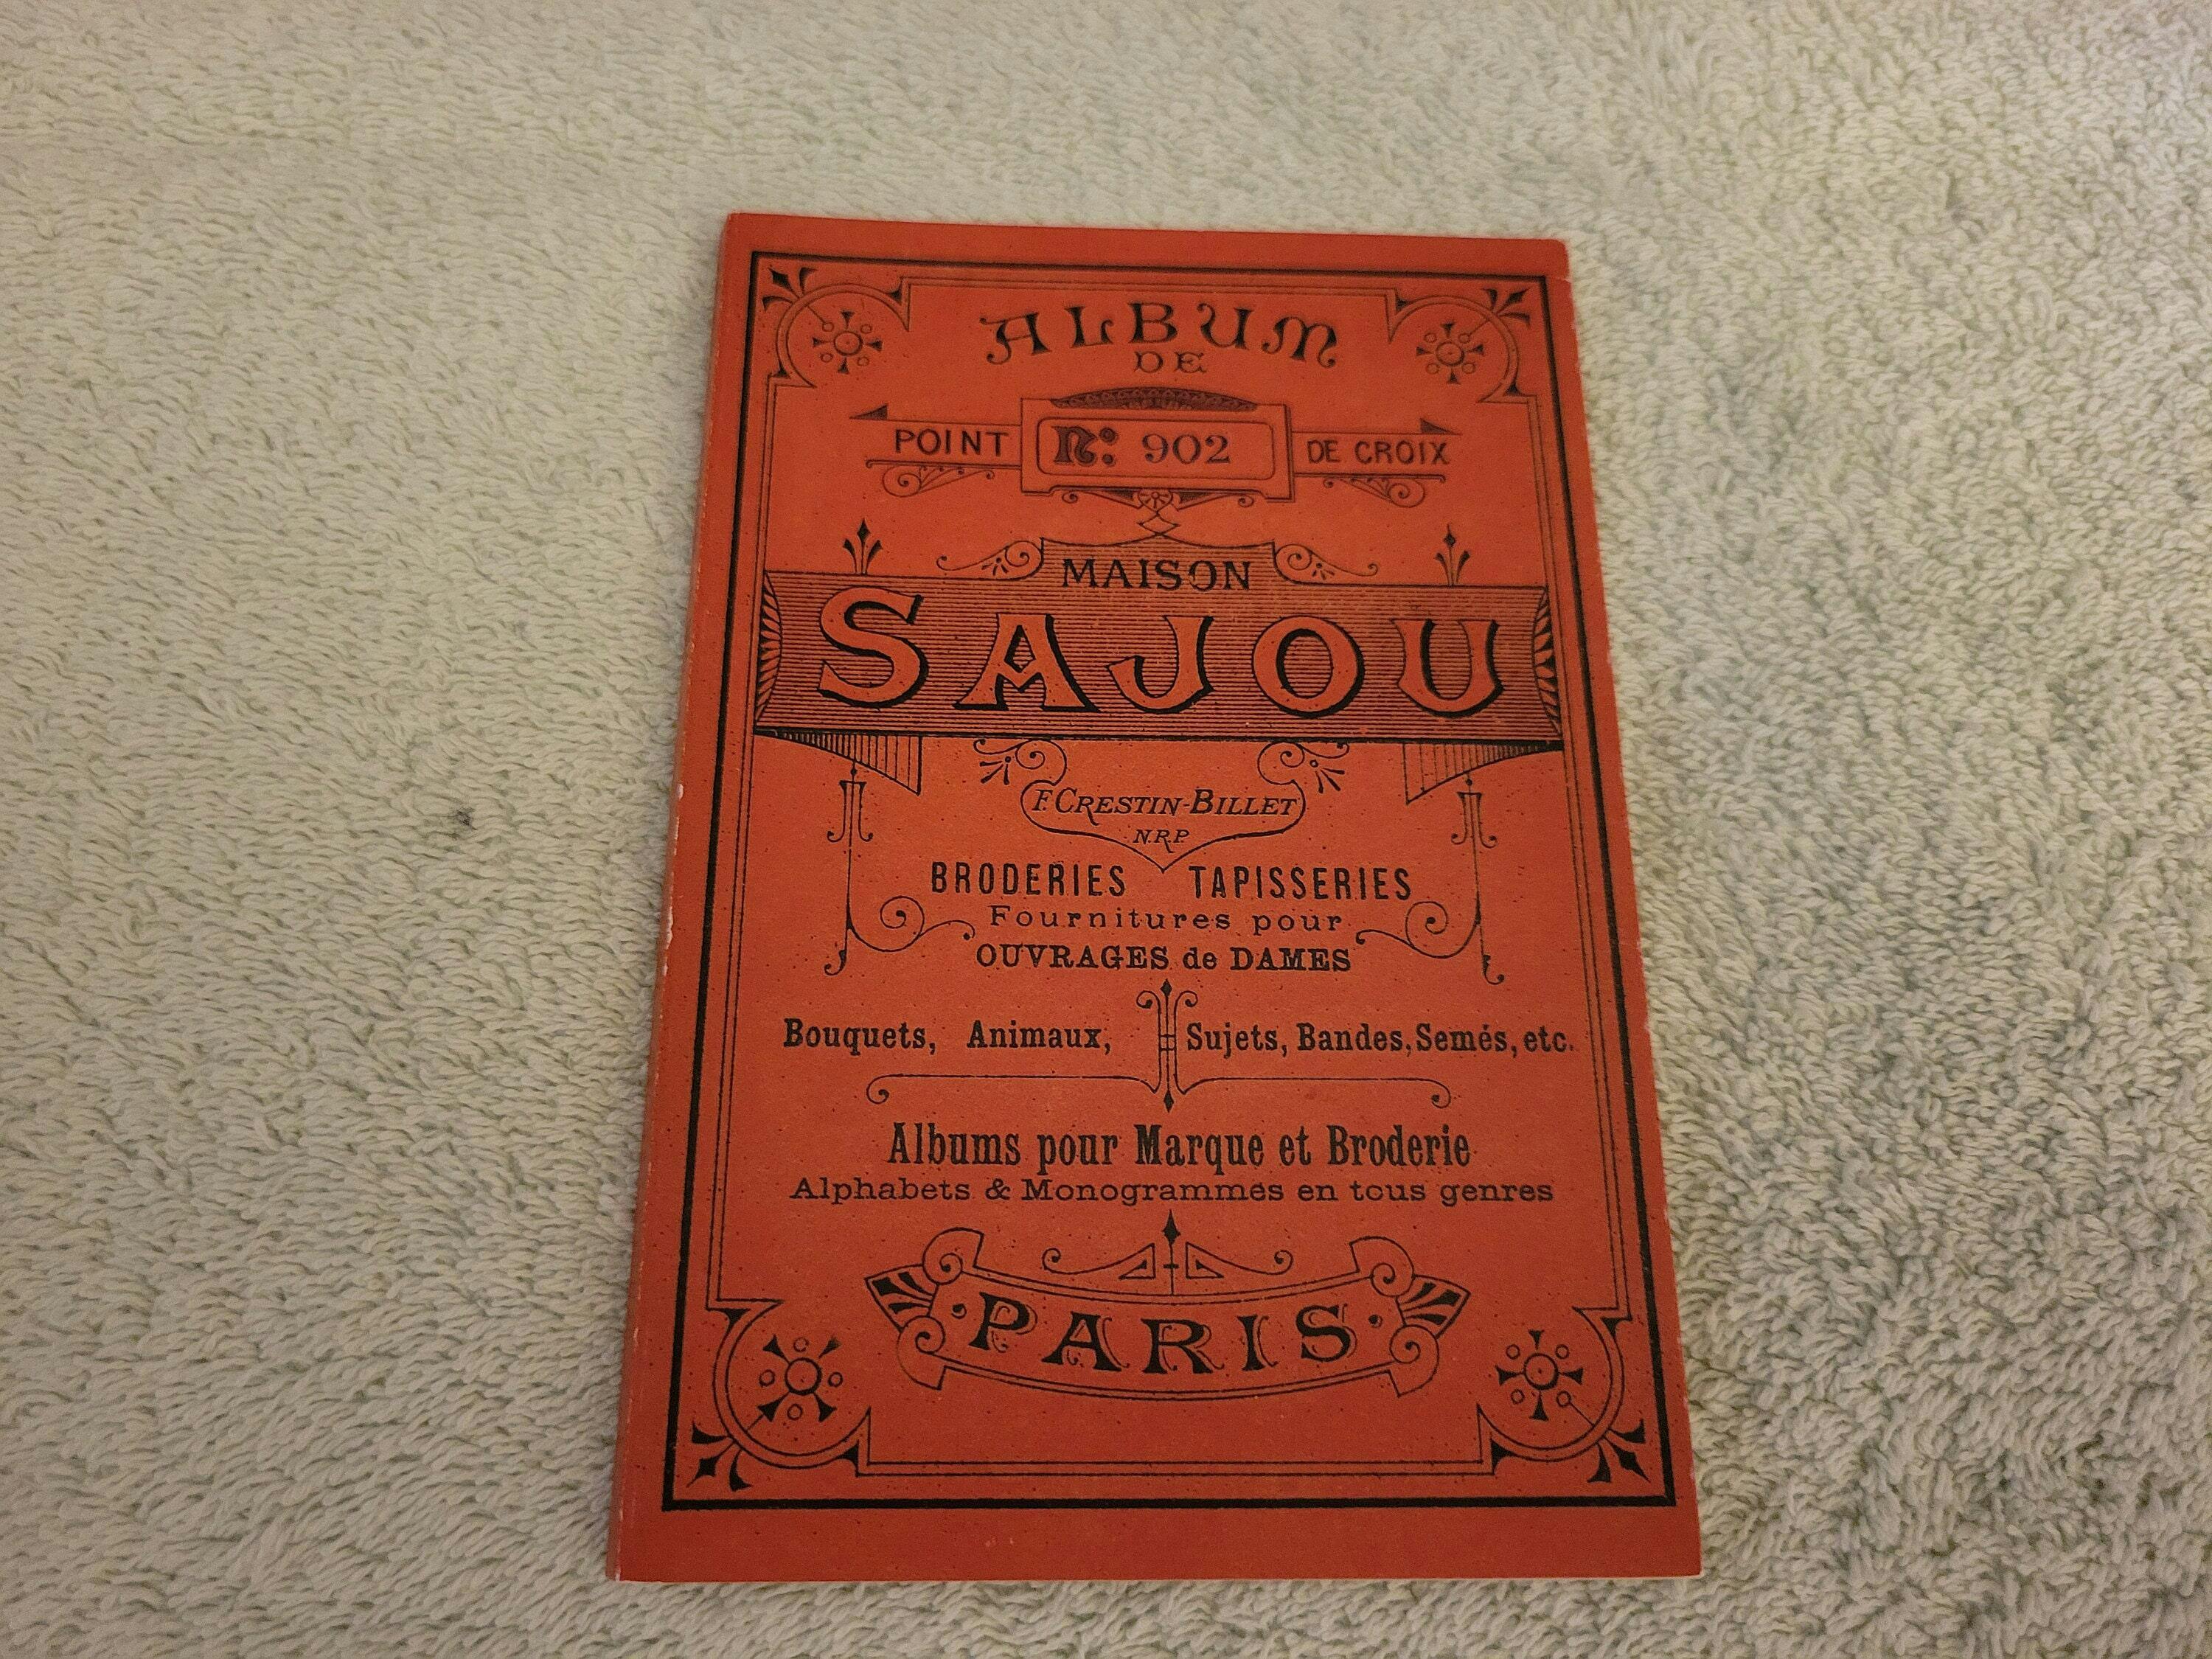 ALBUM
DE
POINT N: 902 DE CROIX
MAISON
SAJOU
F. CRESTIN-BILLET
N.R.P.
BRODERIES TAPISSERIES
Fournitures pour
OUVRAGES de DAMES
Bouquets, Animaux, Sujets, Bandes, Semés, etc.
Albums pour Marque et Broderie
Alphabets & Monogrammes en tous genres
PARIS